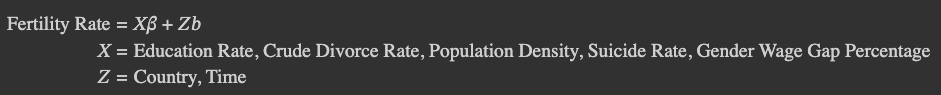 Fertility Rate = Xβ + Zb
X = Education Rate, Crude Divorce Rate, Population Density, Suicide Rate, Gender Wage Gap Percentage
Z = Country, Time